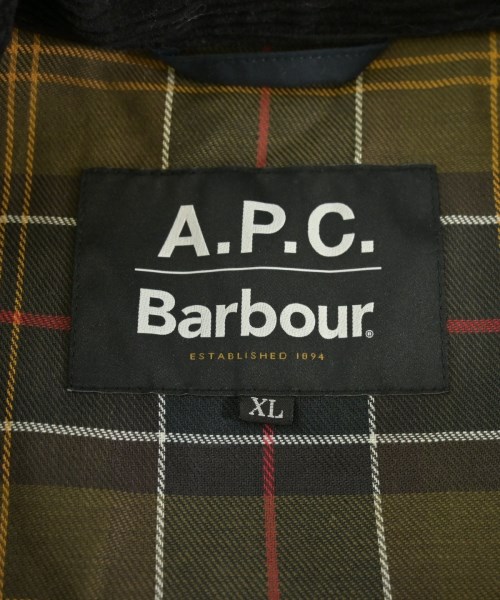 A.P.C.
Barbour®
ESTABLISHED 1894
XL